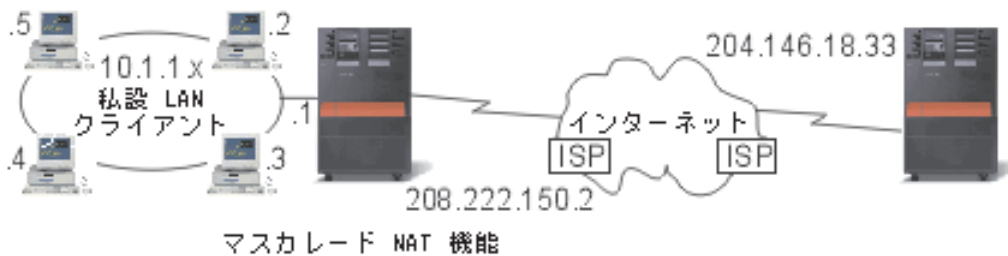 .5
.2
204.146.18.33
10.1.1.x
私設 LAN
クライアント
.1
インターネット
.4
.3
ISP
ISP
208.222.150.2
マスカレード NAT 機能